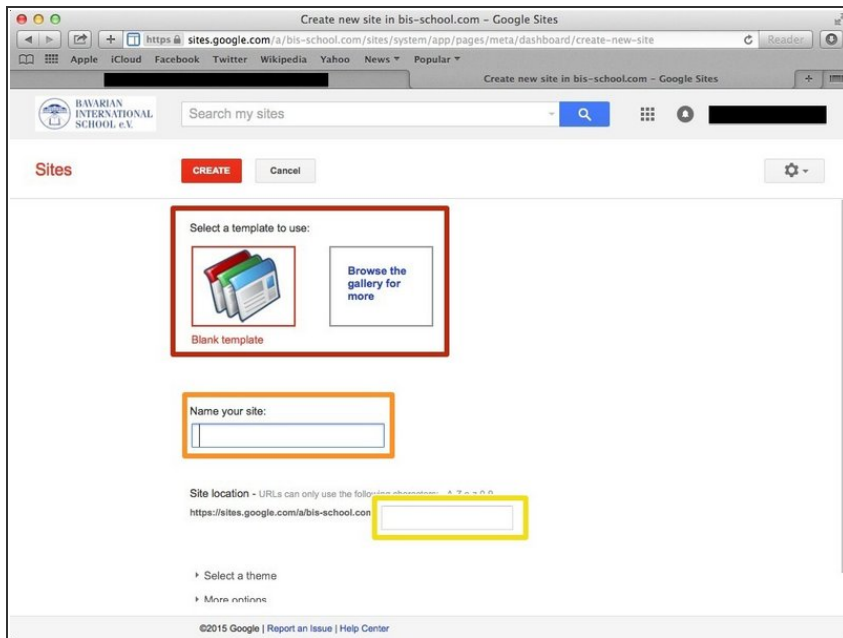 Create new site in bis-school.com – Google Sites
https sites.google.com/a/bis-school.com/sites/system/app/pages/meta/dashboard/create-new-site Reader
Apple iCloud Facebook Twitter Wikipedia Yahoo News Popular
Create new site in bis-school.com – Google Sites
BAVARIAN
INTERNATIONAL
SCHOOL e.V.
Search my sites
Sites
CREATE Cancel
Select a template to use:
Browse the
gallery for
more
Blank template
Name your site:
Site location - URLs can only use the following characters: -,A-Z,a-z,0-9
https://sites.google.com/a/bis-school.com
Select a theme
More options
©2015 Google | Report an Issue | Help Center